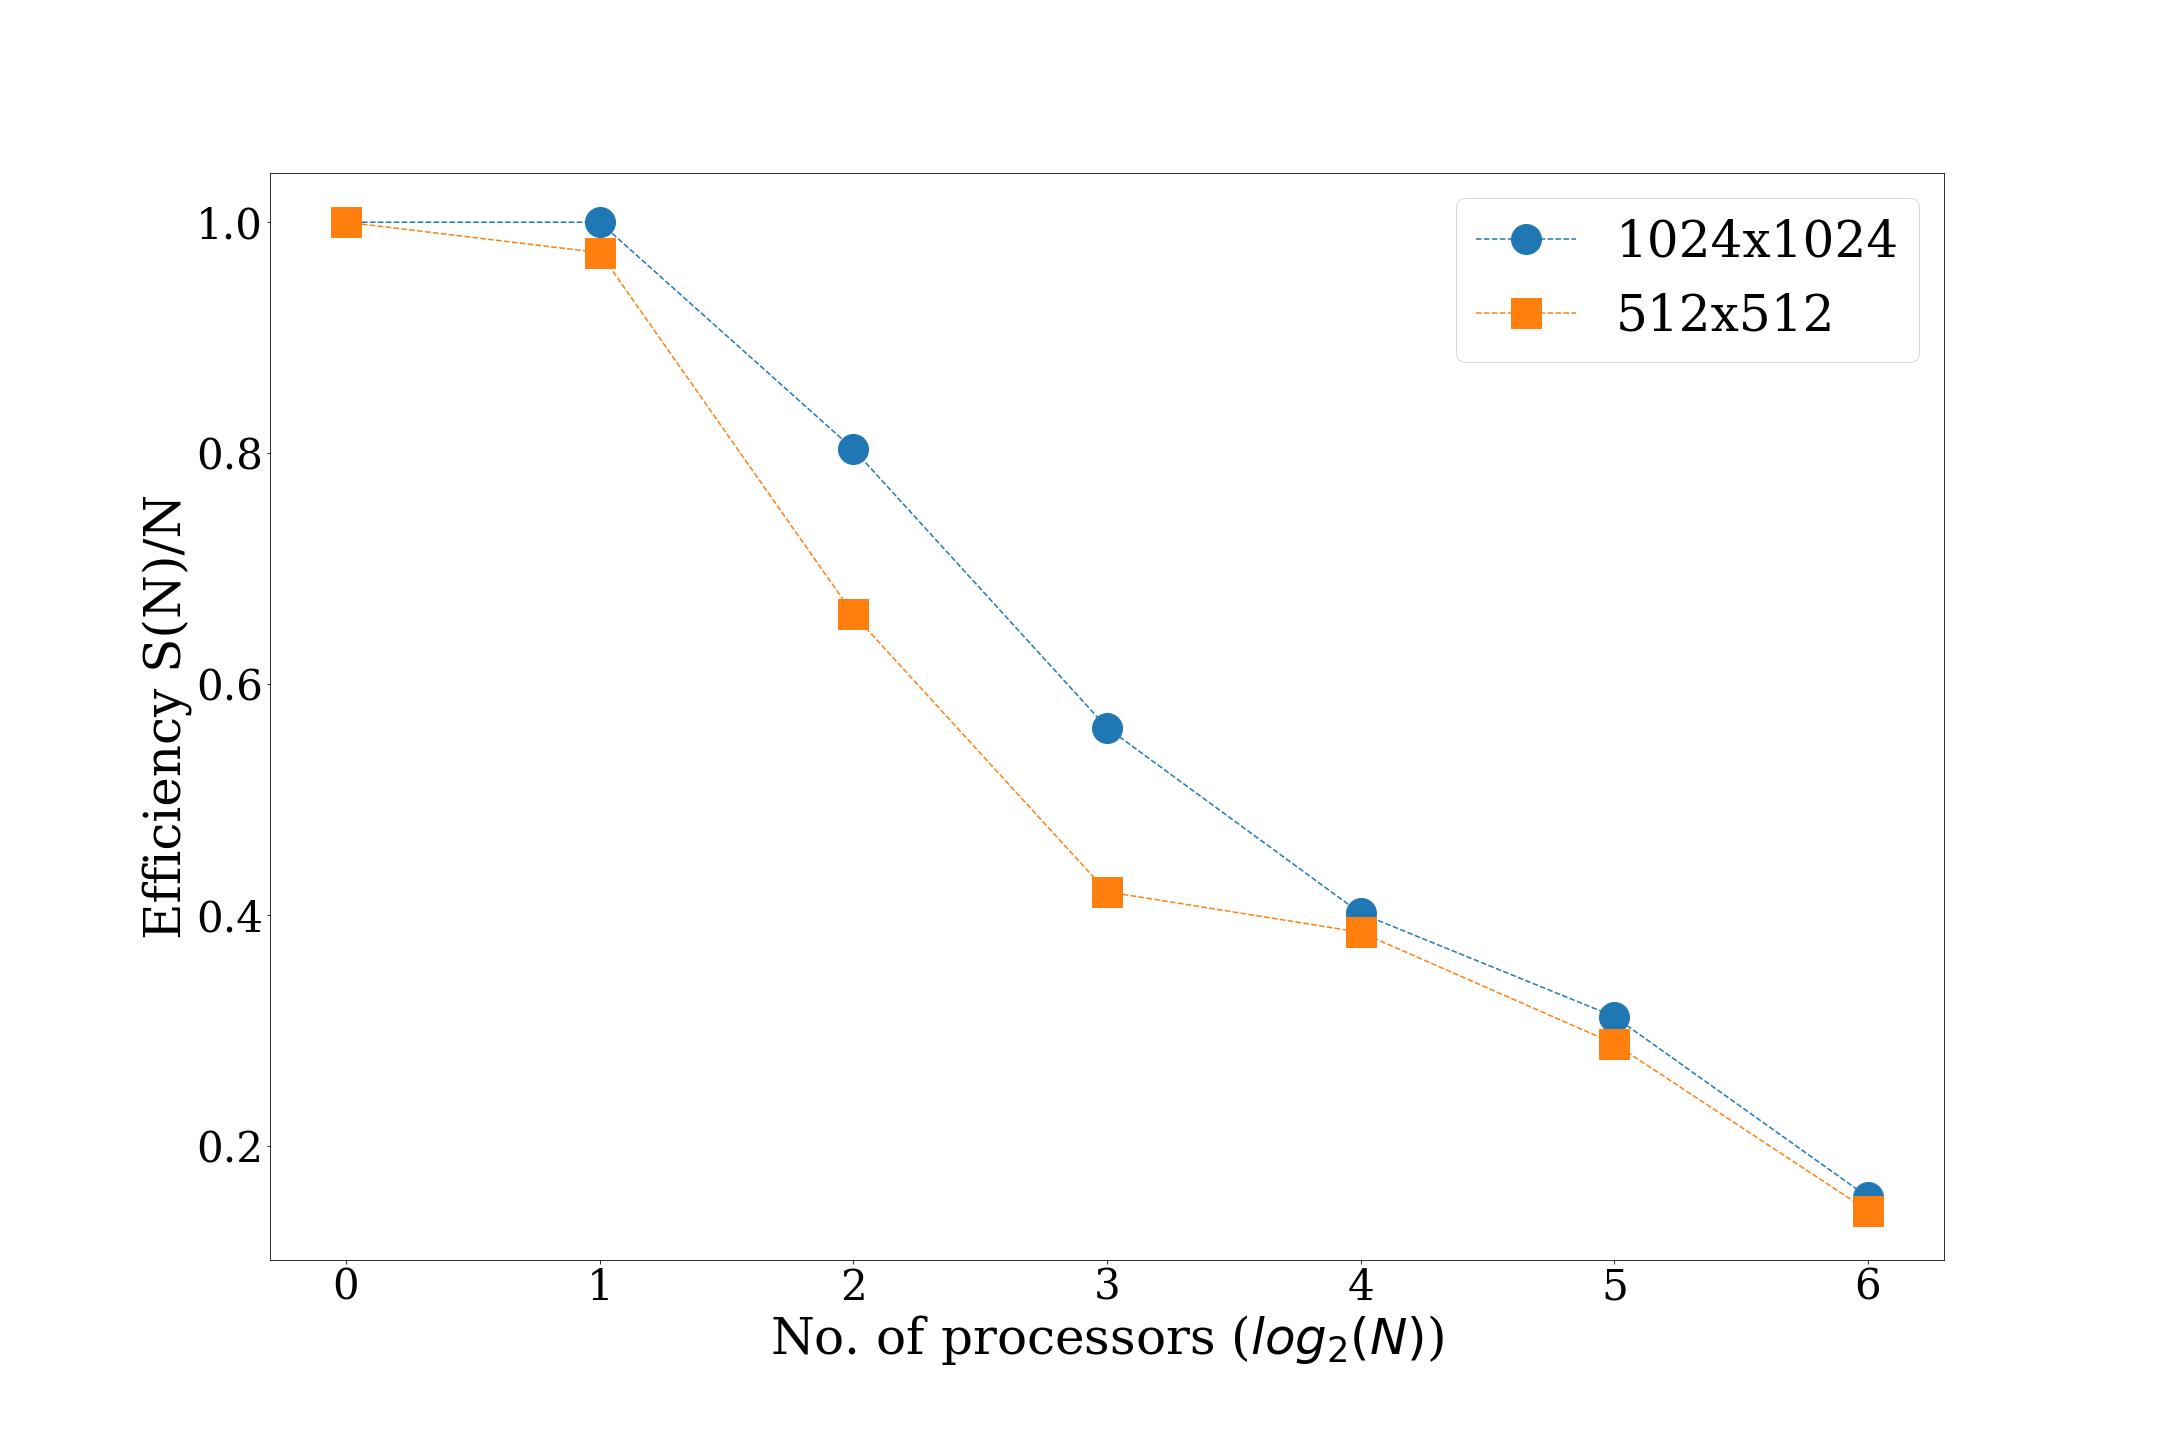 1024x1024
512x512
Efficiency S(N)/N
1.0
0.8
0.6
0.4
0.2
0 1 2 3 4 5 6
No. of processors (log₂(N))